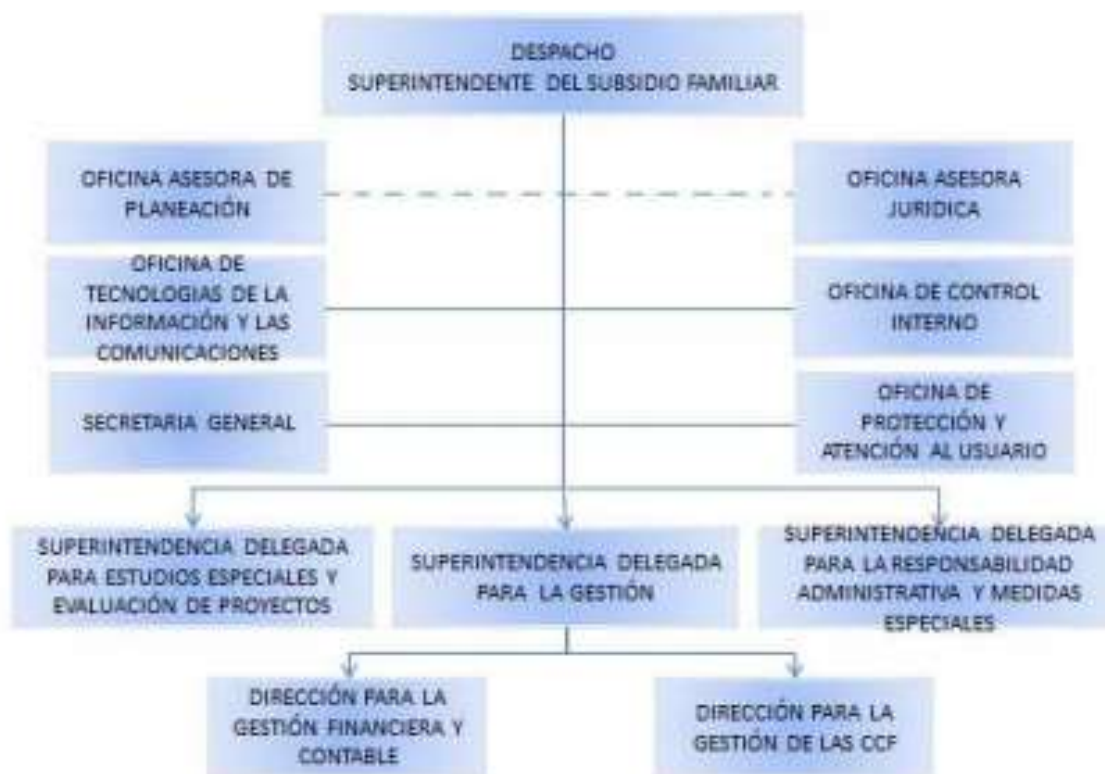 DESPACHO
SUPERINTENDENTE DEL SUBSIDIO FAMILIAR
OFICINA ASESORA DE
PLANEACIÓN
OFICINA ASESORA
JURIDICA
OFICINA DE
TECNOLOGIAS DE LA
INFORMACIÓN Y LAS
COMUNICACIONES
OFICINA DE CONTROL
INTERNO
SECRETARIA GENERAL
OFICINA DE
PROTECCIÓN Y
ATENCIÓN AL USUARIO
SUPERINTENDENCIA DELEGADA
PARA ESTUDIOS ESPECIALES Y
EVALUACIÓN DE PROYECTOS
SUPERINTENDENCIA DELEGADA
PARA LA GESTIÓN
SUPERINTENDENCIA DELEGADA
PARA LA RESPONSABILIDAD
ADMINISTRATIVA Y MEDIDAS
ESPECIALES
DIRECCIÓN PARA LA
GESTIÓN FINANCIERA Y
CONTABLE
DIRECCIÓN PARA LA
GESTIÓN DE LAS CCF